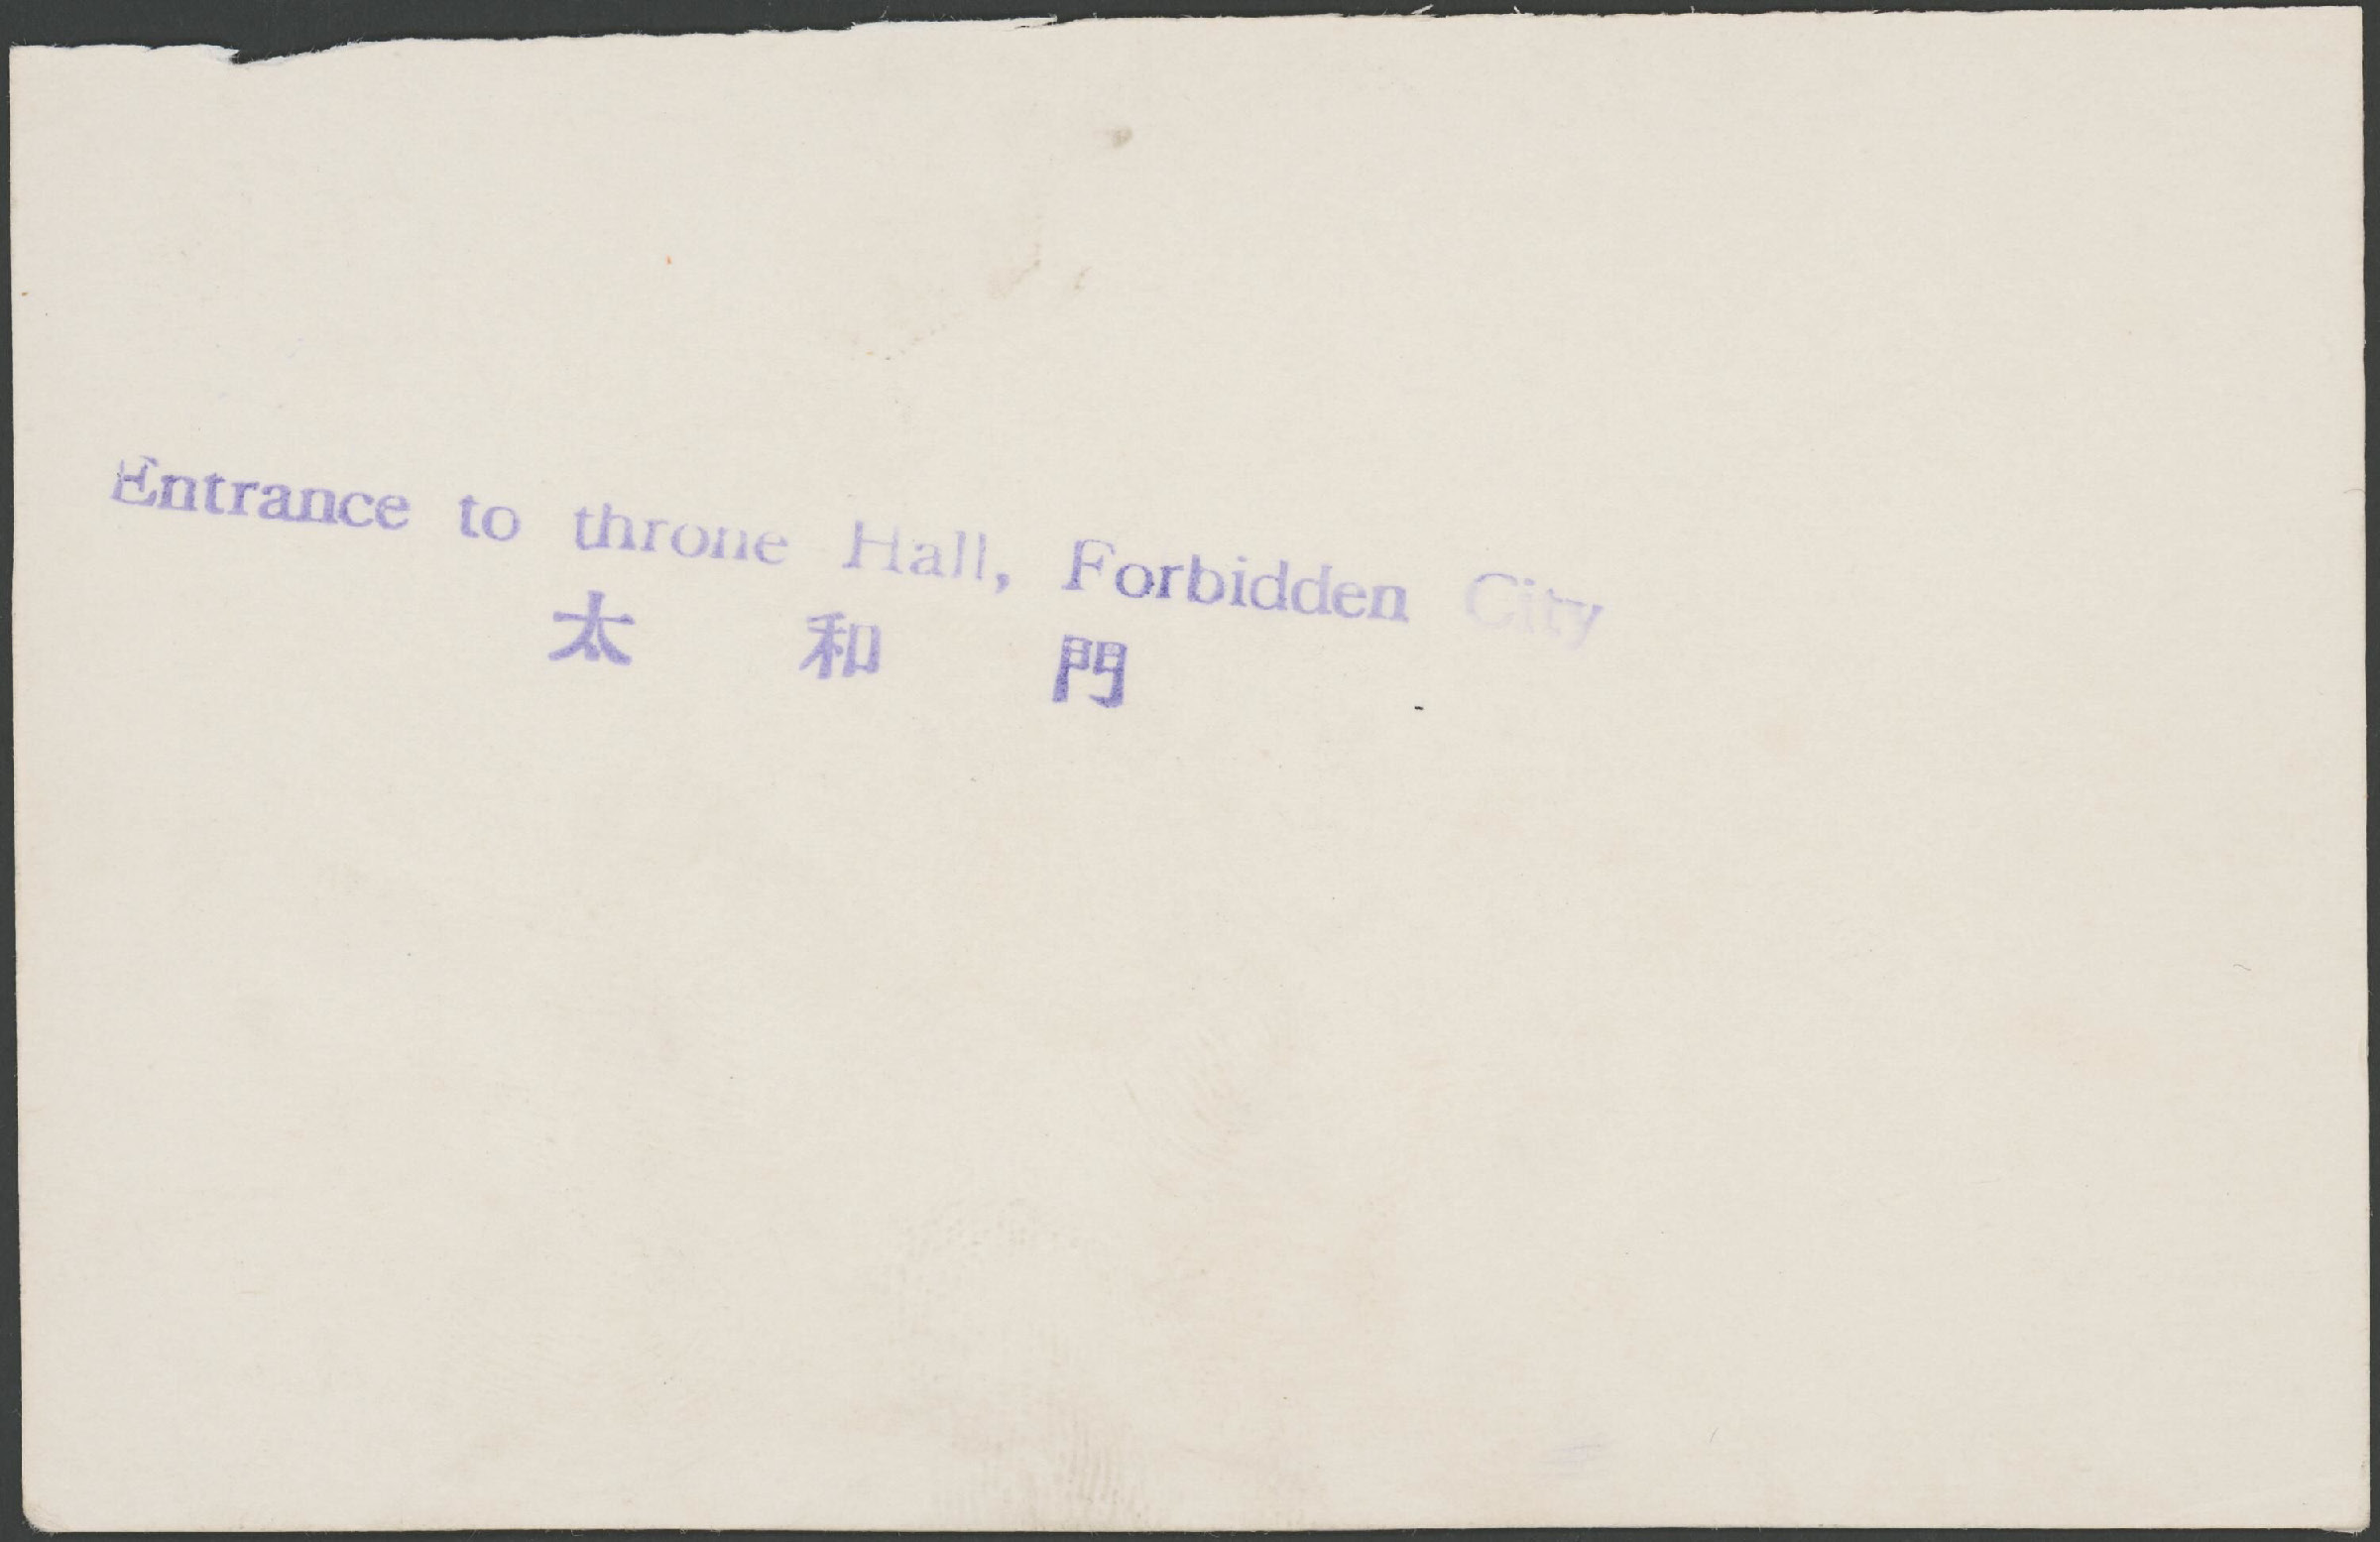 Entrance to throne Hall, Forbidden City
太和門